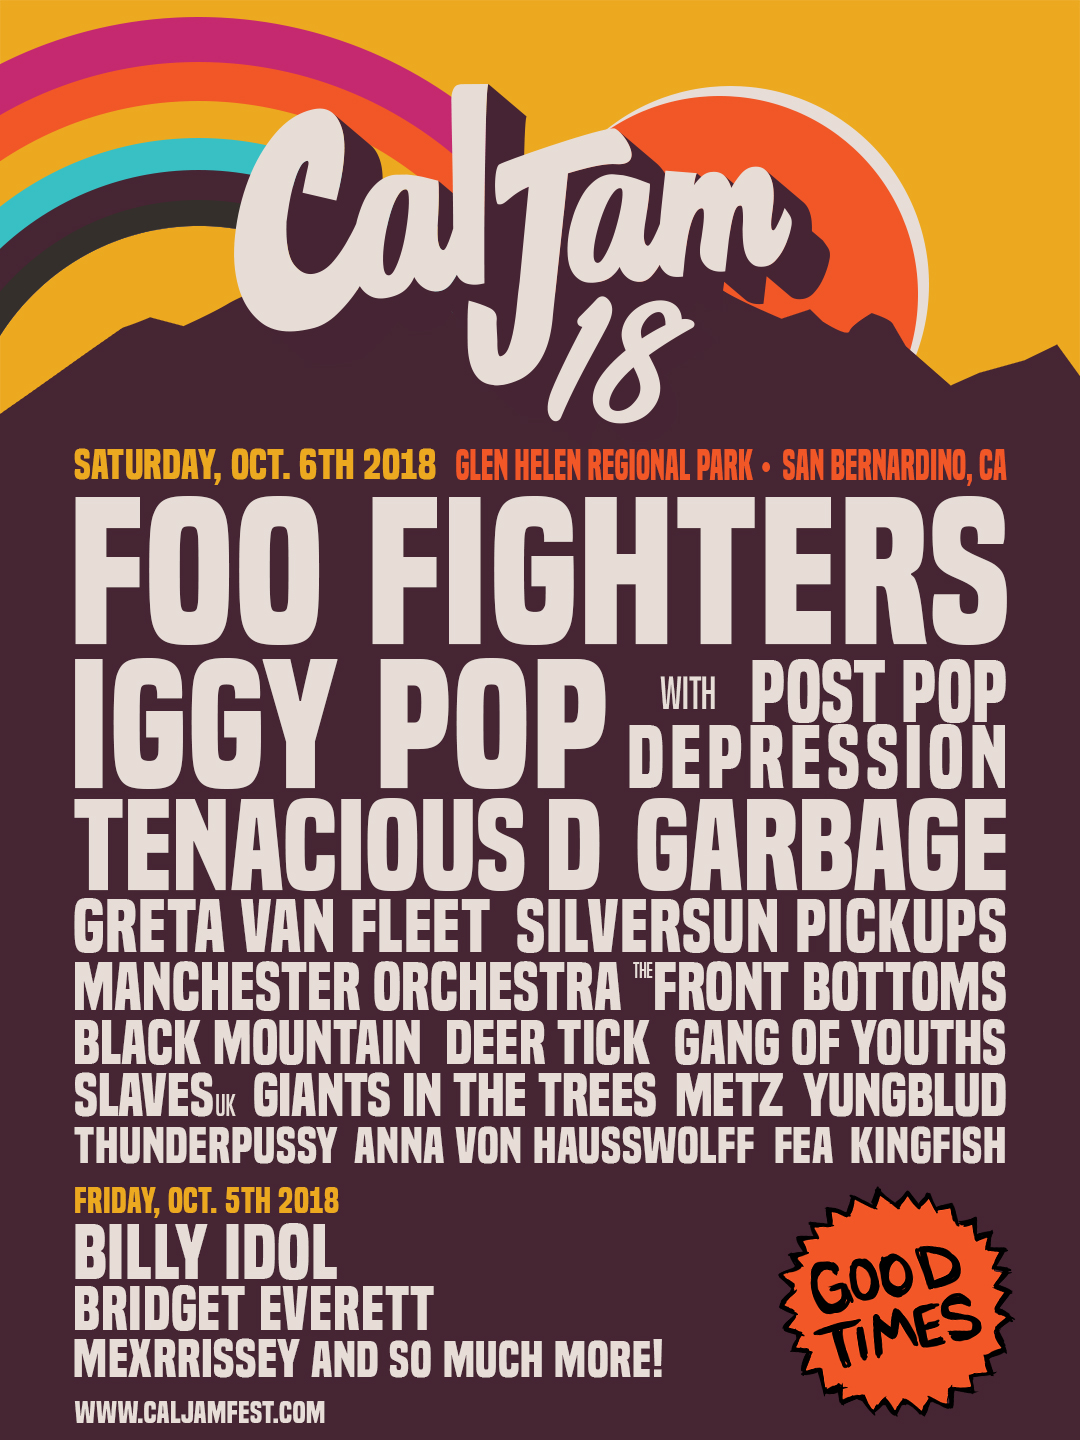 Cal Jam
18
SATURDAY, OCT. 6TH 2018 GLEN HELEN REGIONAL PARK • SAN BERNARDINO, CA
FOO FIGHTERS
IGGY POP WITH POST POP
DEPRESSION
TENACIOUS D GARBAGE
GRETA VAN FLEET SILVERSUN PICKUPS
MANCHESTER ORCHESTRA THE FRONT BOTTOMS
BLACK MOUNTAIN DEER TICK GANG OF YOUTHS
SLAVES UK GIANTS IN THE TREES METZ YUNGBLUD
THUNDERPUSSY ANNA VON HAUSSWOLFF FEA KINGFISH
FRIDAY, OCT. 5TH 2018
BILLY IDOL
BRIDGET EVERETT
MEXRRISSEY AND SO MUCH MORE!
WWW.CALJAMFEST.COM
GOOD
TIMES